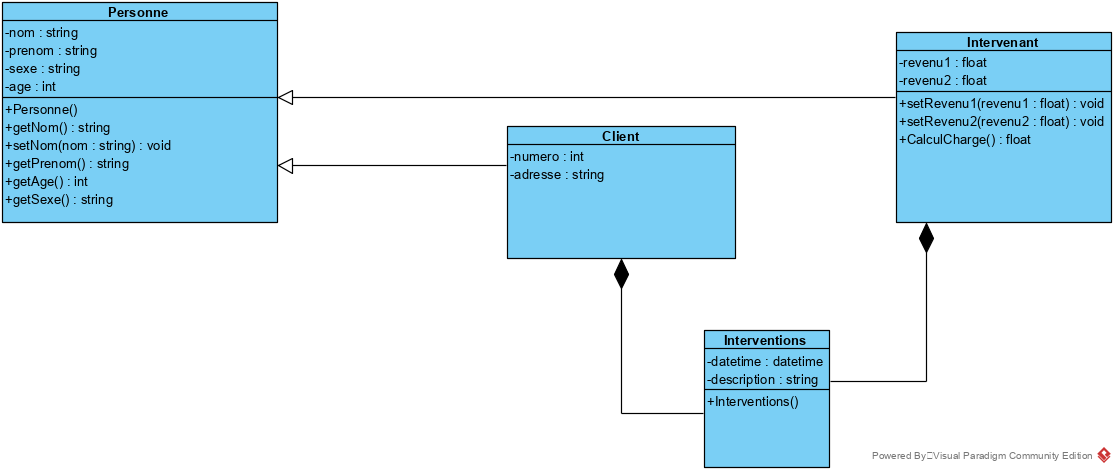 Personne
-nom : string
-prenom : string
-sexe : string
-age : int
+Personne()
+getNom() : string
+setNom(nom : string) : void
+getPrenom() : string
+getAge() : int
+getSexe() : string
Client
-numero : int
-adresse : string
Intervenant
-revenu1 : float
-revenu2 : float
+setRevenu1(revenu1 : float) : void
+setRevenu2(revenu2 : float) : void
+CalculCharge() : float
Interventions
-datetime : datetime
-description : string
+Interventions()
Powered By Visual Paradigm Community Edition